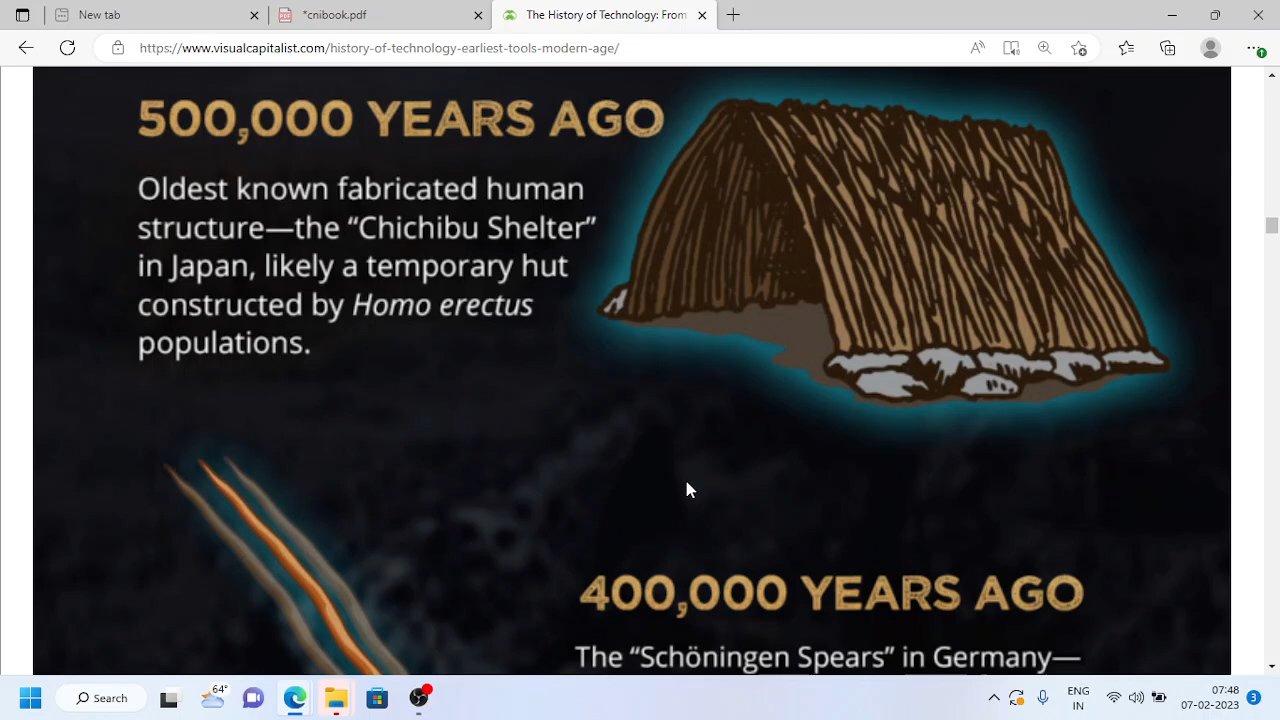 New tab
*cnibook.pdf
The History of Technology: From
https://www.visualcapitalist.com/history-of-technology-earliest-tools-modern-age/
500,000 YEARS AGO
Oldest known fabricated human
structure—the “Chichibu Shelter”
in Japan, likely a temporary hut
constructed by Homo erectus
populations.
400,000 YEARS AGO
The “Schöningen Spears” in Germany—
Search
64°
ENG
IN
07:48
07-02-2023
3